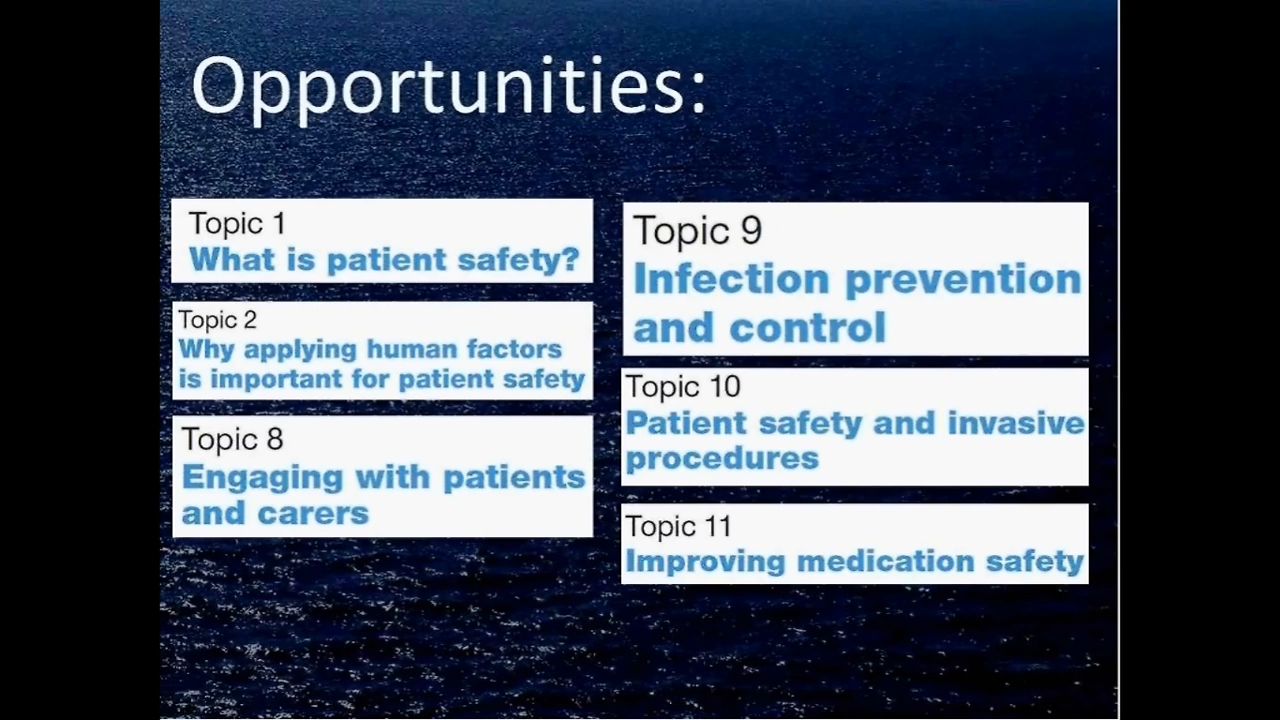 Opportunities:
Topic 1
What is patient safety?
Topic 2
Why applying human factors
is important for patient safety
Topic 8
Engaging with patients
and carers
Topic 9
Infection prevention
and control
Topic 10
Patient safety and invasive
procedures
Topic 11
Improving medication safety